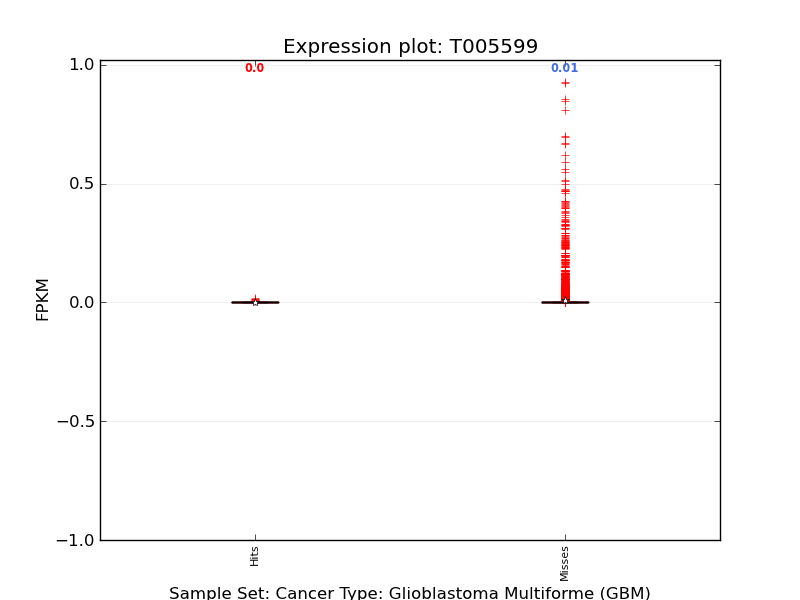 Expression plot: T005599
1.0
0.0
0.01
0.5
0.0
FPKM
−0.5
−1.0
Hits
Misses
Sample Set: Cancer Type: Glioblastoma Multiforme (GBM)